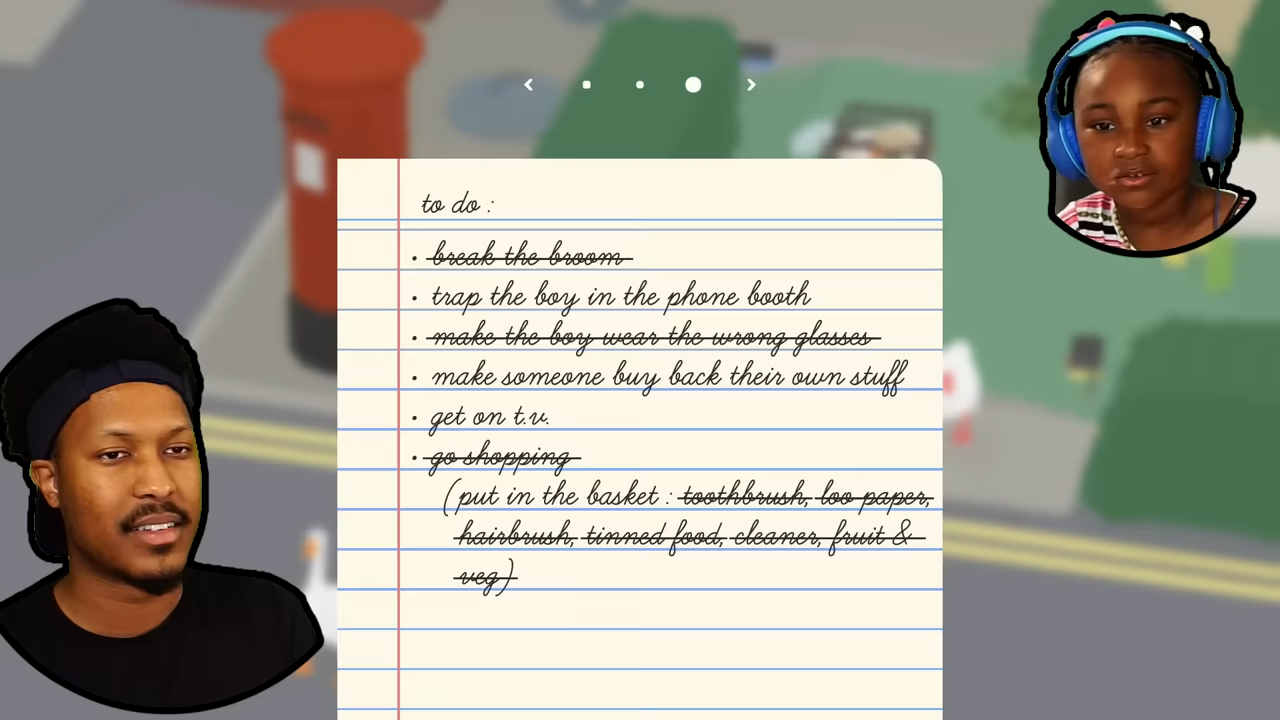 to do :
• break the broom
• trap the boy in the phone booth
• make the boy wear the wrong glasses
• make someone buy back their own stuff
• get on t.v.
• go shopping
(put in the basket : toothbrush, loo paper,
hairbrush, tinned food, cleaner, fruit &
veg)